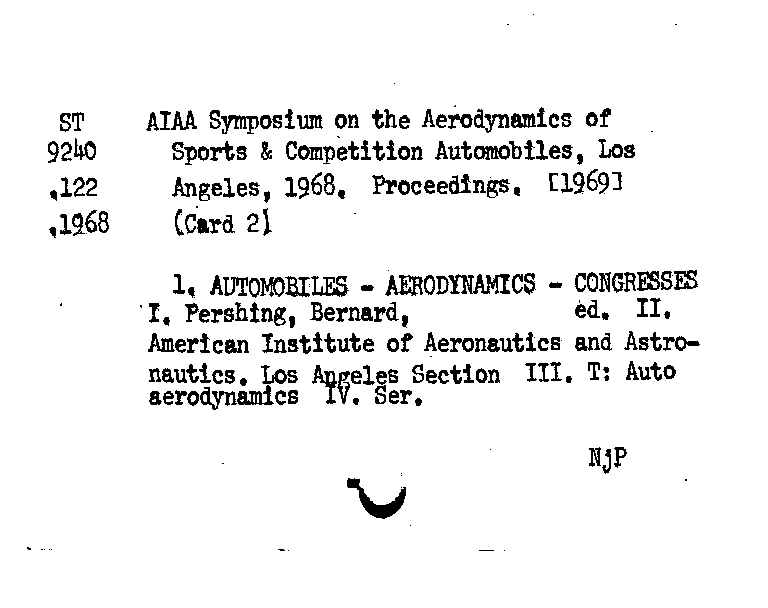 ST AIAA Symposium on the Aerodynamics of
9240 Sports & Competition Automobiles, Los
.122 Angeles, 1968. Proceedings. [1969]
.1968 (Card 2)
1. AUTOMOBILES - AERODYNAMICS - CONGRESSES
I. Pershing, Bernard, ed. II.
American Institute of Aeronautics and Astro-
nautics. Los Angeles Section III. T: Auto
aerodynamics IV. Ser.
NjP